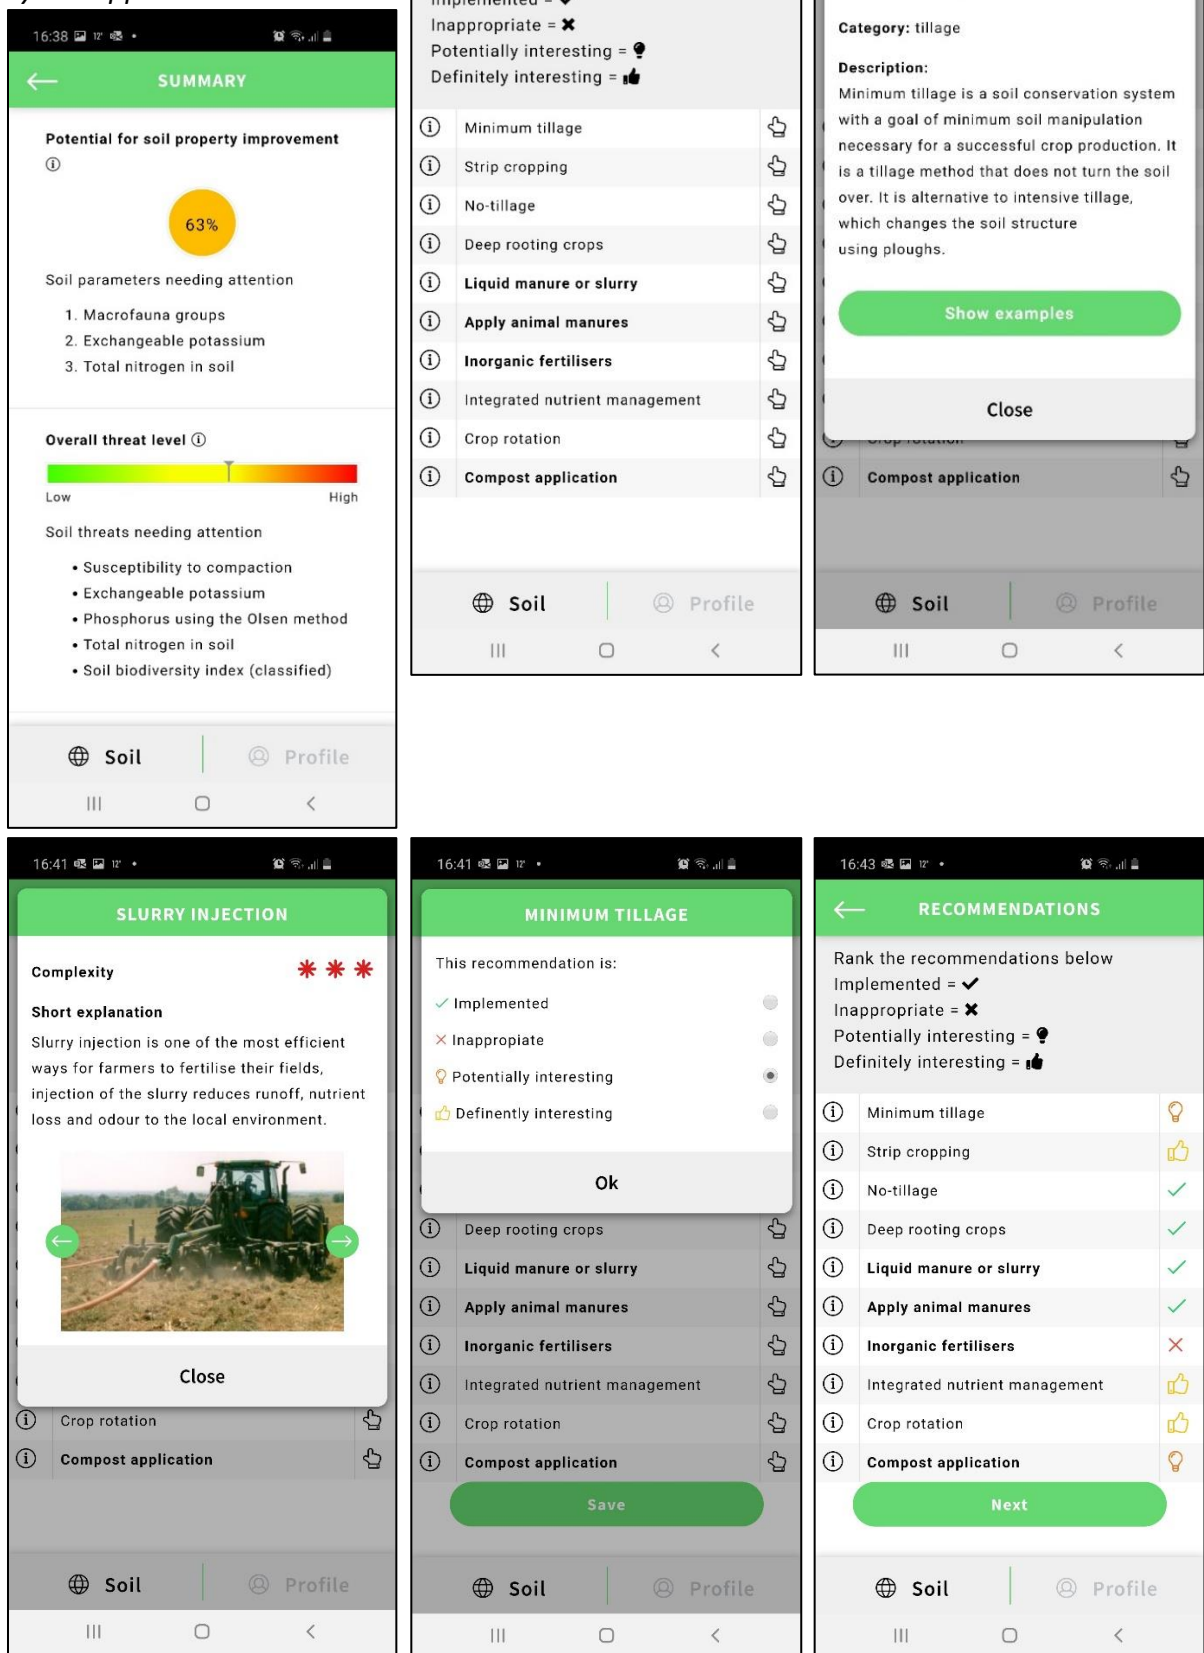 16:38
SUMMARY
Potential for soil property improvement
63%
Soil parameters needing attention
1. Macrofauna groups
2. Exchangeable potassium
3. Total nitrogen in soil
Overall threat level
Low High
Soil threats needing attention
• Susceptibility to compaction
• Exchangeable potassium
• Phosphorus using the Olsen method
• Total nitrogen in soil
• Soil biodiversity index (classified)
Soil Profile
Inappropriate = ✖
Potentially interesting =
Definitely interesting =
Minimum tillage
Strip cropping
No-tillage
Deep rooting crops
Liquid manure or slurry
Apply animal manures
Inorganic fertilisers
Integrated nutrient management
Crop rotation
Compost application
Soil Profile
Category: tillage
Description:
Minimum tillage is a soil conservation system
with a goal of minimum soil manipulation
necessary for a successful crop production. It
is a tillage method that does not turn the soil
over. It is alternative to intensive tillage,
which changes the soil structure
using ploughs.
Show examples
Close
Crop rotation
Compost application
Soil Profile
16:41
SLURRY INJECTION
Complexity
Short explanation
Slurry injection is one of the most efficient
ways for farmers to fertilise their fields,
injection of the slurry reduces runoff, nutrient
loss and odour to the local environment.
Close
Crop rotation
Compost application
Soil Profile
16:41
MINIMUM TILLAGE
This recommendation is:
Implemented
Inappropiate
Potentially interesting
Definently interesting
Ok
Deep rooting crops
Liquid manure or slurry
Apply animal manures
Inorganic fertilisers
Integrated nutrient management
Crop rotation
Compost application
Save
Soil Profile
16:43
RECOMMENDATIONS
Rank the recommendations below
Implemented = ✔
Inappropriate = ✖
Potentially interesting =
Definitely interesting =
Minimum tillage
Strip cropping
No-tillage
Deep rooting crops
Liquid manure or slurry
Apply animal manures
Inorganic fertilisers
Integrated nutrient management
Crop rotation
Compost application
Next
Soil Profile